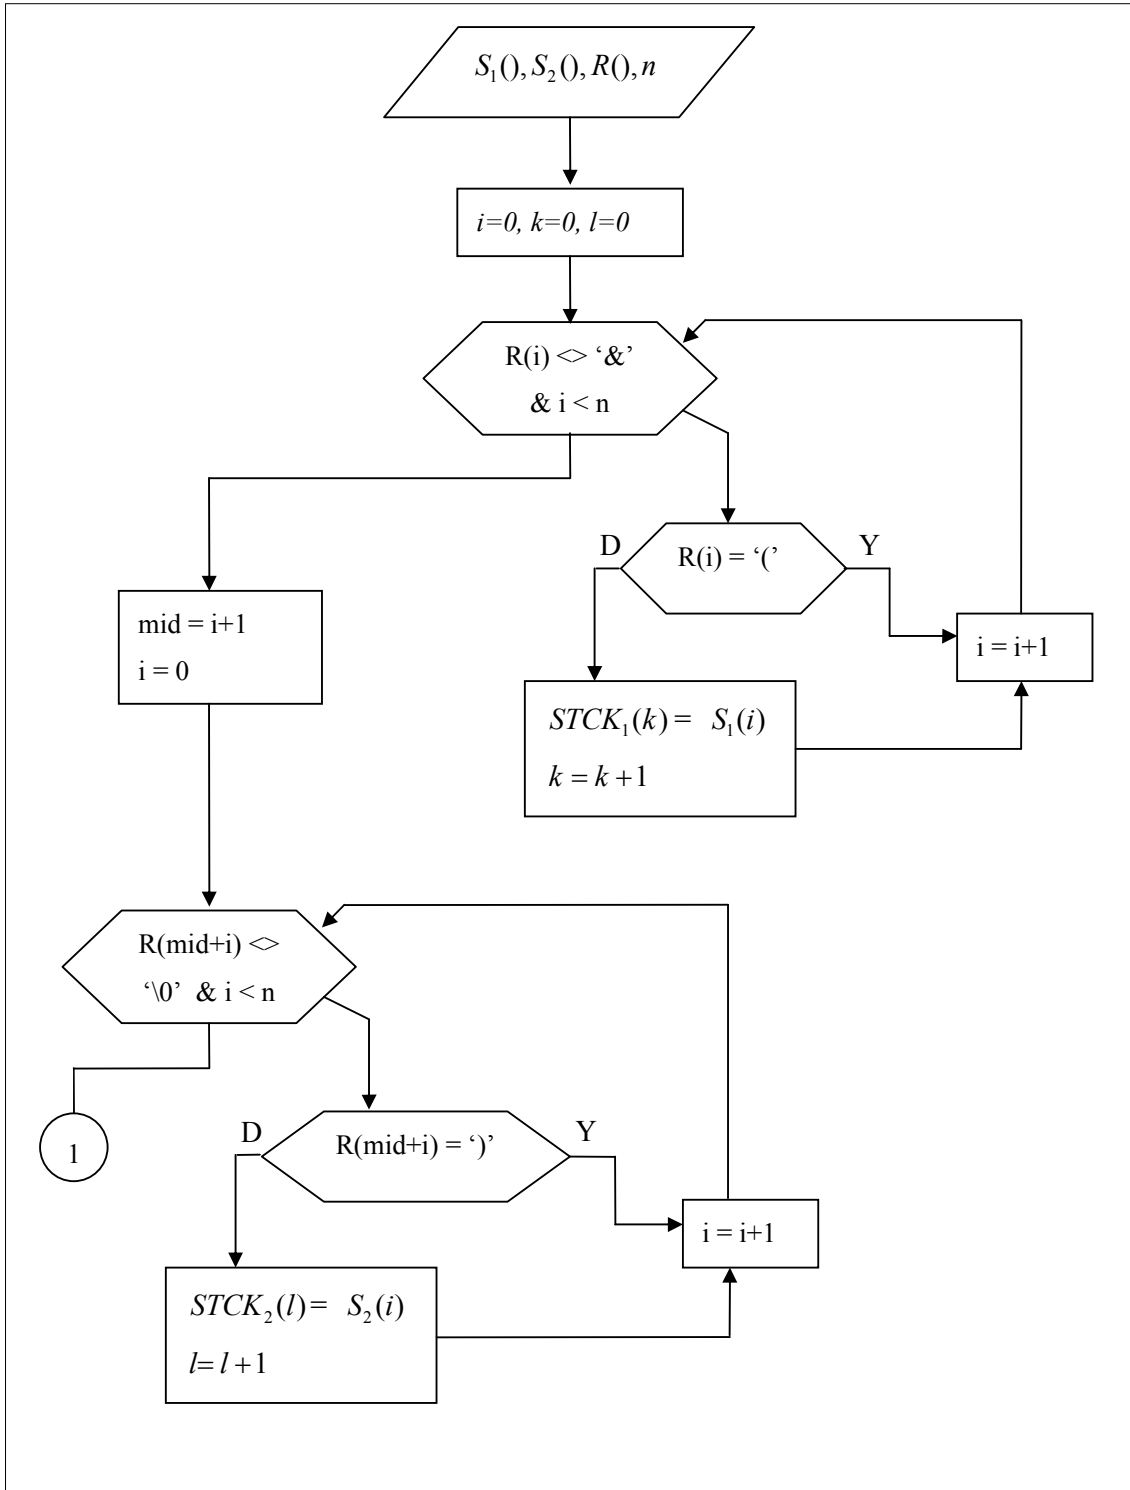 S₁(), S₂(), R(), n
i=0, k=0, l=0
R(i) <> ‘&’
& i < n
D
R(i) = ‘(’
Y
mid = i+1
i = 0
i = i+1
STCK₁(k) = S₁(i)
k = k + 1
R(mid+i) <>
‘\0’ & i < n
1
D
R(mid+i) = ‘)’
Y
i = i+1
STCK₂(l) = S₂(i)
l= l +1